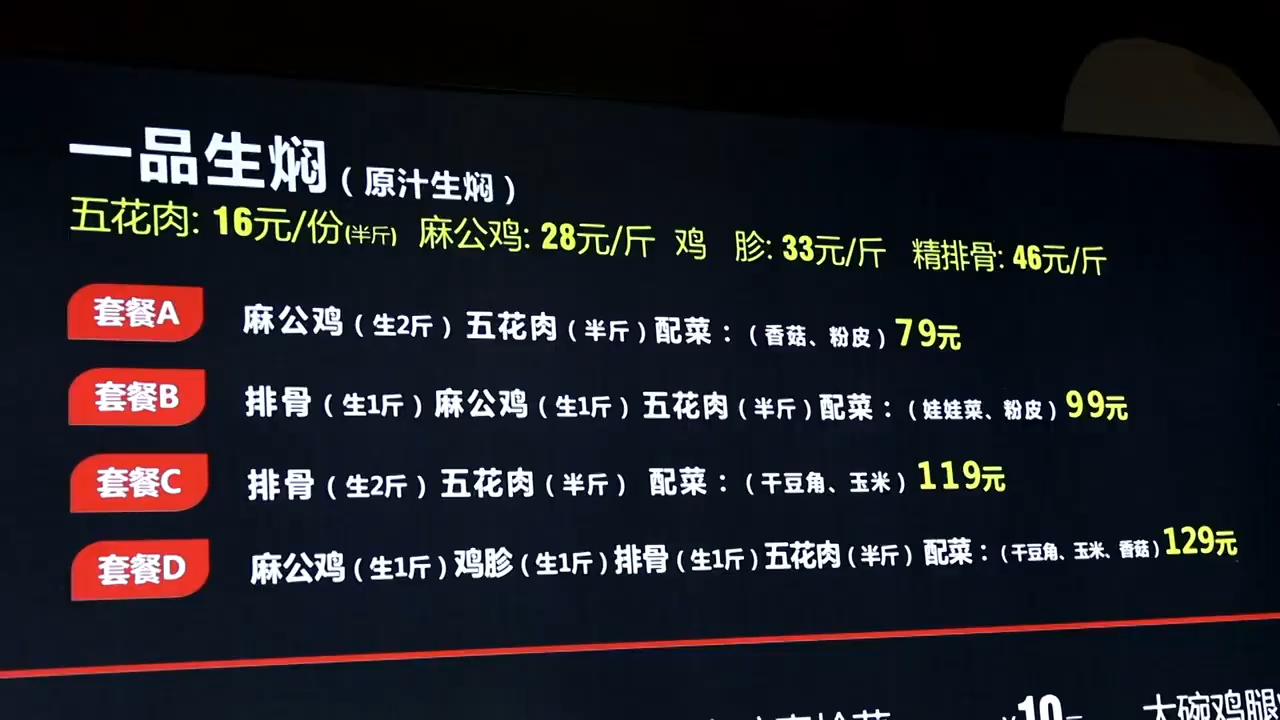 一品生焖（原汁生焖）
五花肉: 16元/份(半斤) 麻公鸡: 28元/斤 鸡 胗: 33元/斤 精排骨: 46元/斤
套餐A 麻公鸡（生2斤）五花肉（半斤）配菜：（香菇、粉皮）79元
套餐B 排骨（生1斤）麻公鸡（生1斤）五花肉（半斤）配菜：（娃娃菜、粉皮）99元
套餐C 排骨（生2斤）五花肉（半斤） 配菜：（干豆角、玉米）119元
套餐D 麻公鸡（生1斤）鸡胗（生1斤）排骨（生1斤）五花肉（半斤） 配菜：（干豆角、玉米、香菇）129元
¥10 大碗鸡腿